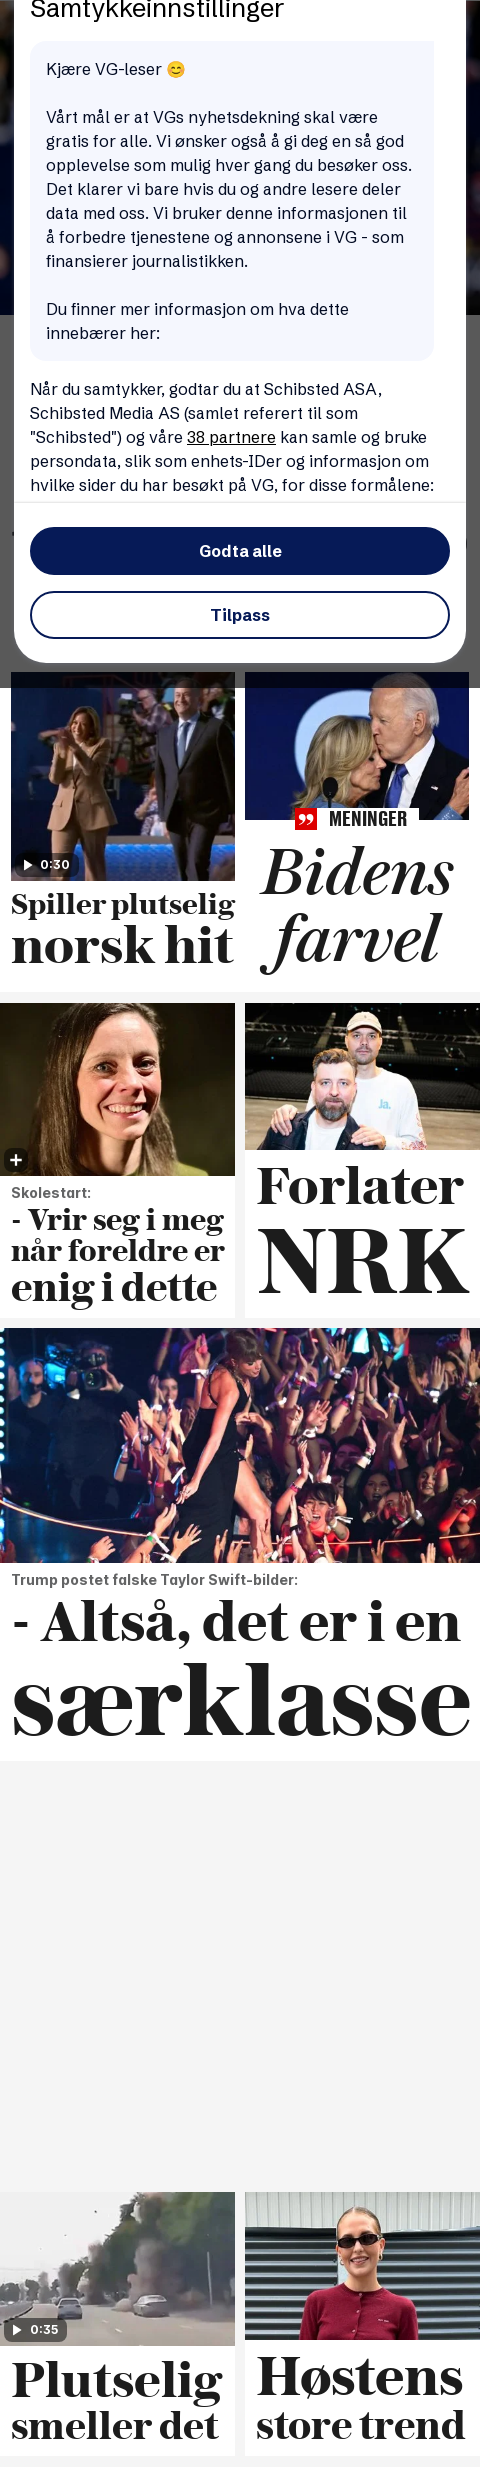 Samtykkeinnstillinger
Kjære VG-leser 😊
Vårt mål er at VGs nyhetsdekning skal være
gratis for alle. Vi ønsker også å gi deg en så god
opplevelse som mulig hver gang du besøker oss.
Det klarer vi bare hvis du og andre lesere deler
data med oss. Vi bruker denne informasjonen til
å forbedre tjenestene og annonsene i VG - som
finansierer journalistikken.
Du finner mer informasjon om hva dette
innebærer her:
Når du samtykker, godtar du at Schibsted ASA,
Schibsted Media AS (samlet referert til som
"Schibsted") og våre 38 partnere kan samle og bruke
persondata, slik som enhets-IDer og informasjon om
hvilke sider du har besøkt på VG, for disse formålene:
Godta alle
Tilpass
0:30
Spiller plutselig
norsk hit
MENINGER
Bidens
farvel
Skolestart:
- Vrir seg i meg
når foreldre er
enig i dette
Ja.
Forlater
NRK
Trump postet falske Taylor Swift-bilder:
- Altså, det er i en
særklasse
0:35
Plutselig
smeller det
Høstens
store trend